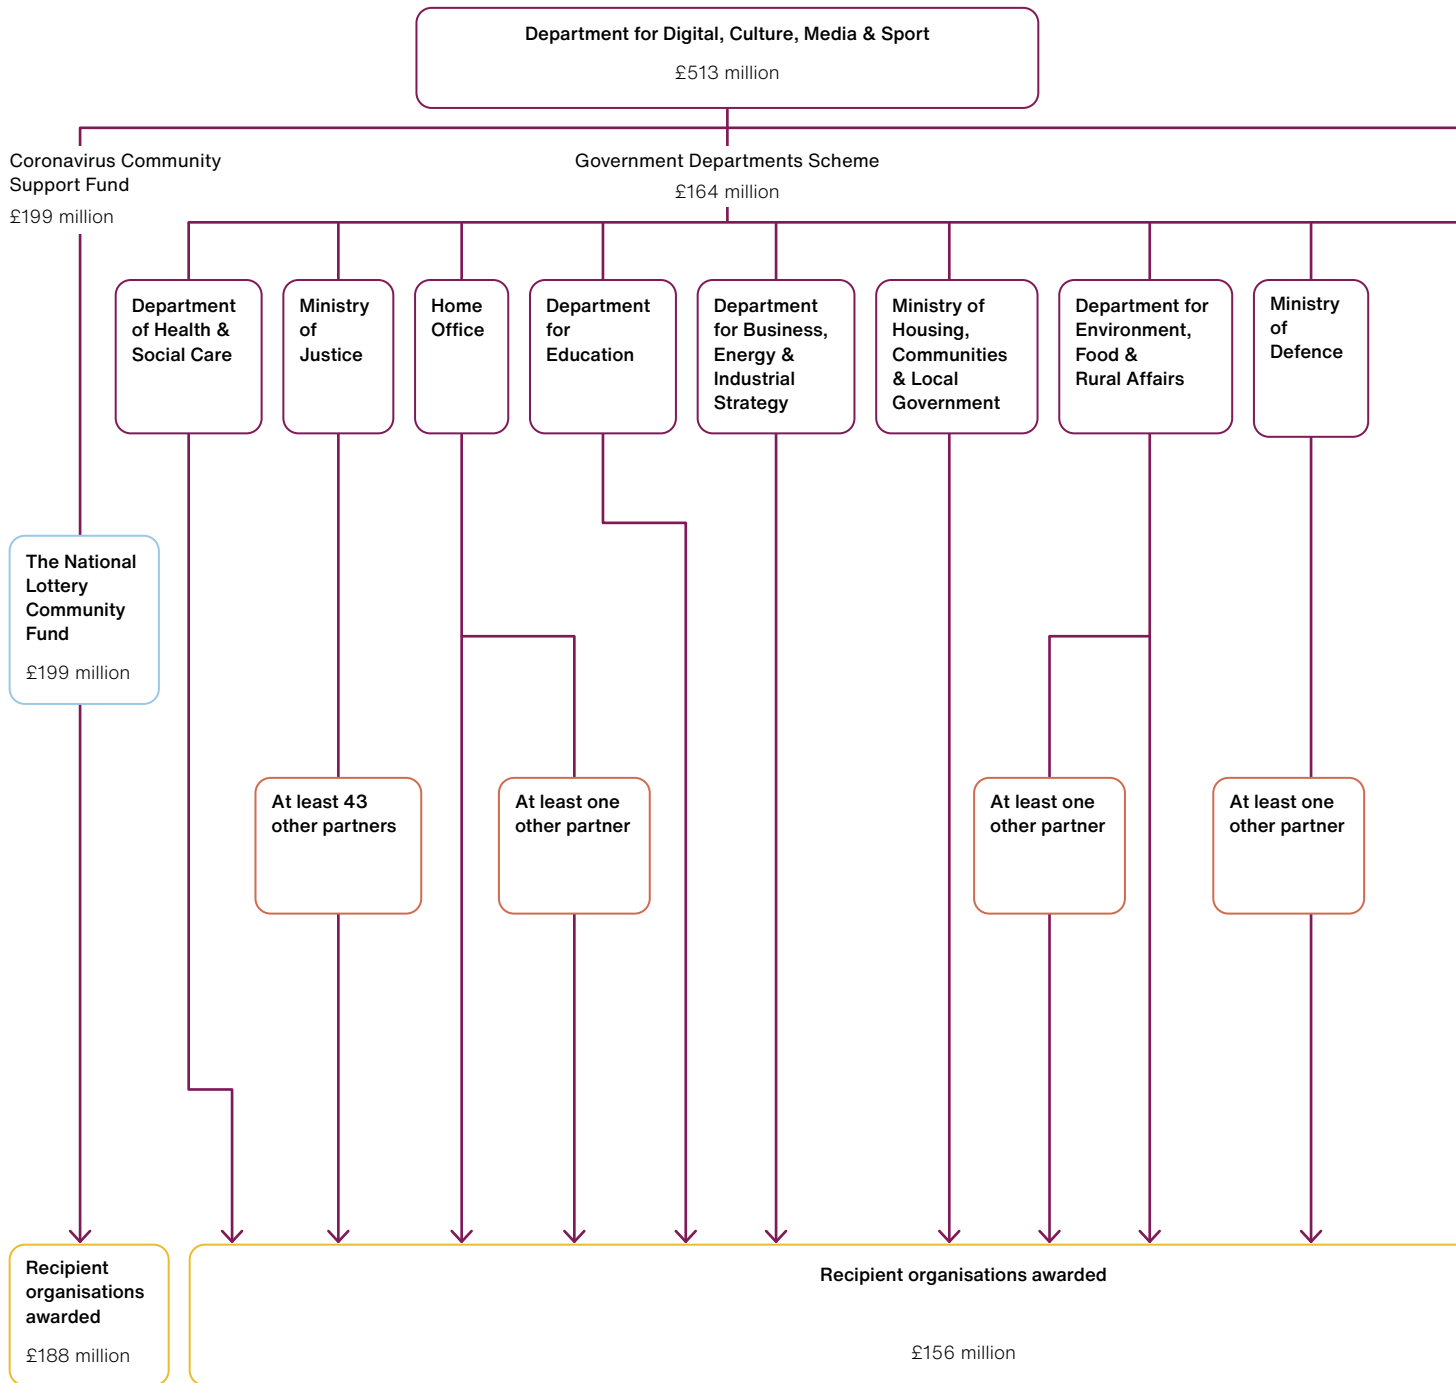 Department for Digital, Culture, Media & Sport
£513 million
Coronavirus Community
Support Fund
£199 million
Government Departments Scheme
£164 million
Department
of Health &
Social Care
Ministry
of
Justice
Home
Office
Department
for
Education
Department
for Business,
Energy &
Industrial
Strategy
Ministry of
Housing,
Communities
& Local
Government
Department for
Environment,
Food &
Rural Affairs
Ministry
of
Defence
The National
Lottery
Community
Fund
£199 million
At least 43
other partners
At least one
other partner
At least one
other partner
At least one
other partner
Recipient
organisations
awarded
£188 million
Recipient organisations awarded
£156 million